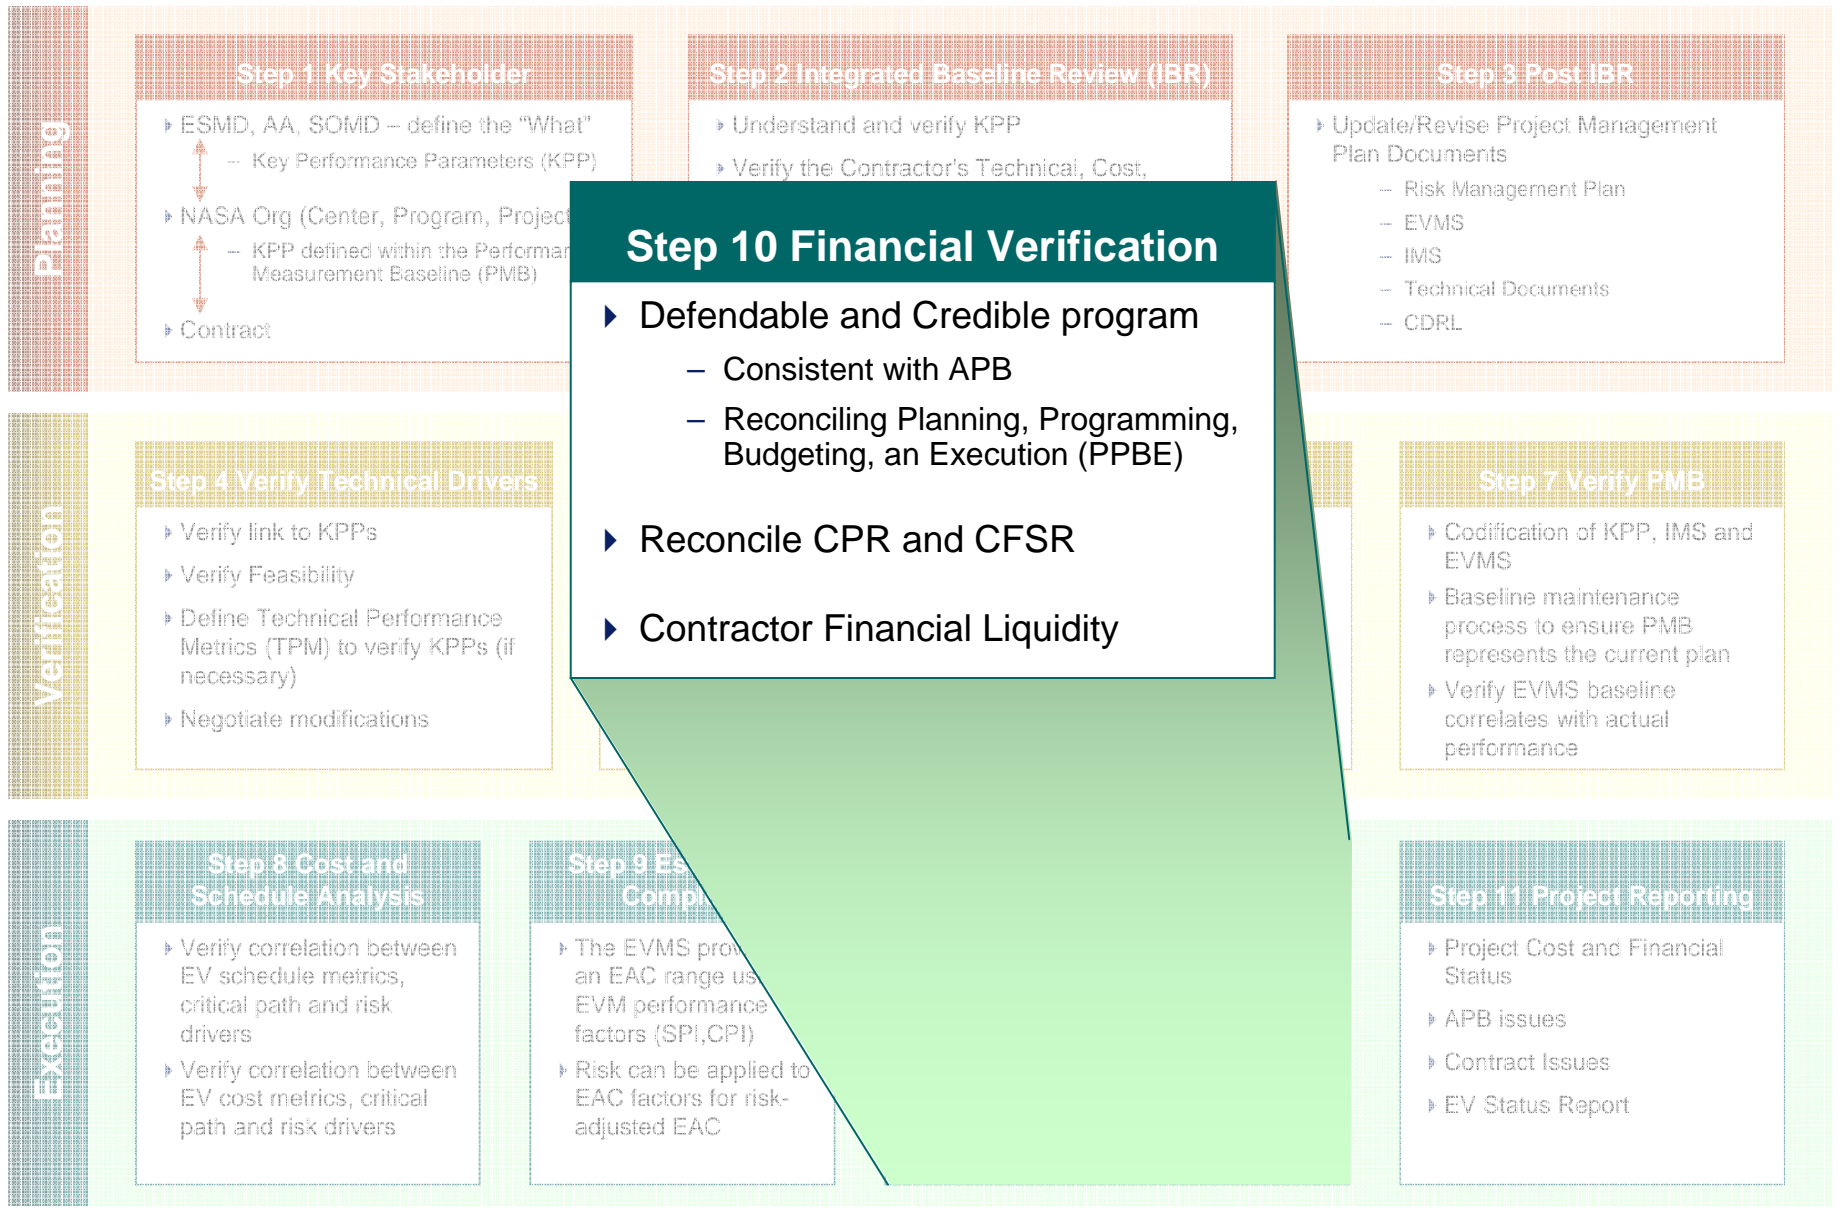 Planning
Step 1 Key Stakeholder
ESMD, AA, SOMD – define the “What”
– Key Performance Parameters (KPP)
NASA Org (Center, Program, Project
– KPP defined within the
Measurement Baseline (PMB)
Contract
Step 2 Integrated Baseline Review (IBR)
Understand and verify KPP
Verify the Contractor's Technical, Cost,
Step 3 Post IBR
Update/Revise Project Management
Plan Documents
– Risk Management Plan
– EVMS
– IMS
– Technical Documents
– CDRL
Step 10 Financial Verification
Defendable and Credible program
– Consistent with APB
– Reconciling Planning, Programming,
Budgeting, an Execution (PPBE)
Reconcile CPR and CFSR
Contractor Financial Liquidity
Verification
Step 4 Verify Technical Drivers
Verify link to KPPs
Verify Feasibility
Define Technical Performance
Metrics (TPM) to verify KPPs (if
necessary)
Negotiate modifications
Step 7 Verify PMB
Codification of KPP, IMS and
EVMS
Baseline maintenance
process to ensure PMB
represents the current plan
Verify EVMS baseline
correlates with actual
performance
Execution
Step 8 Cost and
Schedule Analysis
Verify correlation between
EV schedule metrics,
critical path and risk
drivers
Verify correlation between
EV cost metrics, critical
path and risk drivers
Step 9
The EVMS
an EAC range
EVM performance
factors (SPI,CPI)
Risk can be applied to
EAC factors for risk-
adjusted EAC
Step 11 Project Reporting
Project Cost and Financial
Status
APB issues
Contract Issues
EV Status Report